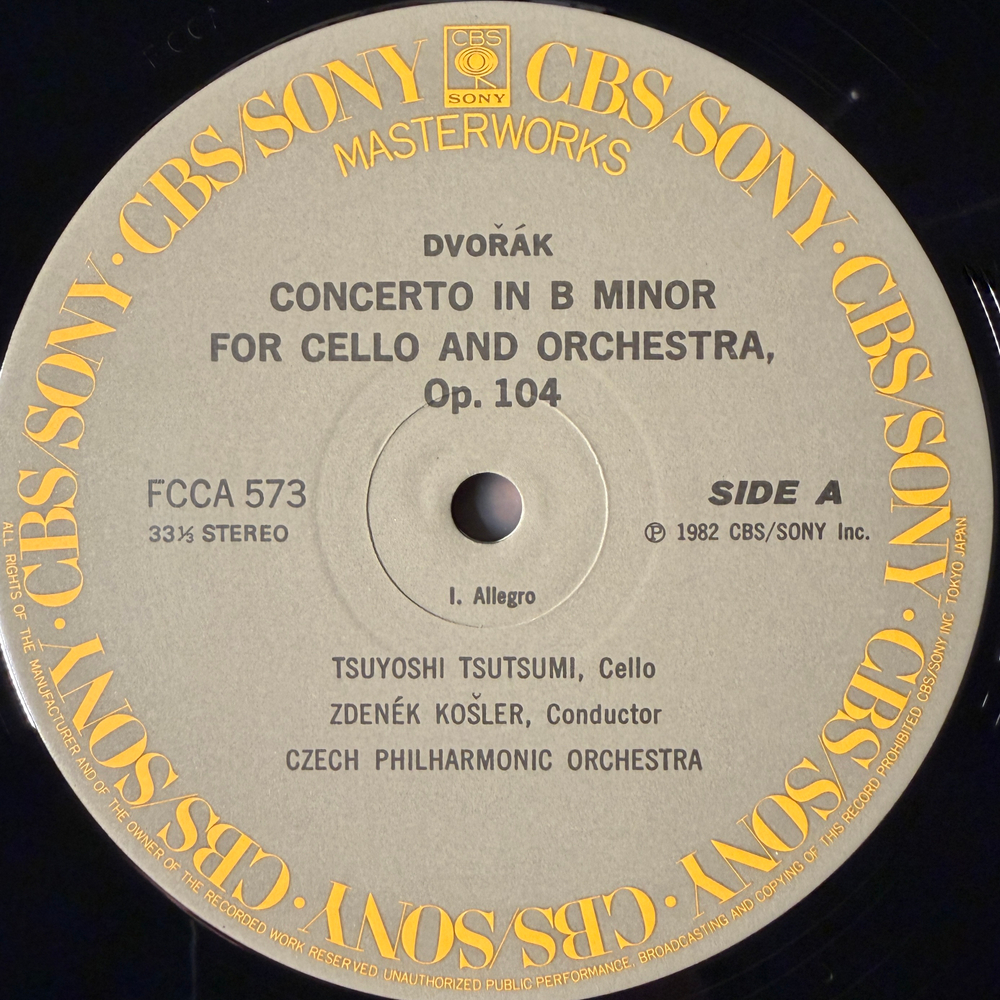 CBS
SONY
CBS/SONY · CBS/SONY · CBS/SONY · CBS/SONY · CBS/SONY · CBS/SONY · CBS/SONY · CBS/SONY · CBS/SONY
MASTERWORKS
DVOŘÁK
CONCERTO IN B MINOR
FOR CELLO AND ORCHESTRA,
Op. 104
FCCA 573
33⅓ STEREO
SIDE A
℗ 1982 CBS/SONY Inc.
I. Allegro
TSUYOSHI TSUTSUMI, Cello
ZDENÉK KOŠLER, Conductor
CZECH PHILHARMONIC ORCHESTRA
ALL RIGHTS OF THE MANUFACTURER AND OF THE OWNER OF THE RECORDED WORK RESERVED UNAUTHORIZED PUBLIC PERFORMANCE, BROADCASTING AND COPYING OF THIS RECORD PROHIBITED CBS/SONY INC. TOKYO JAPAN